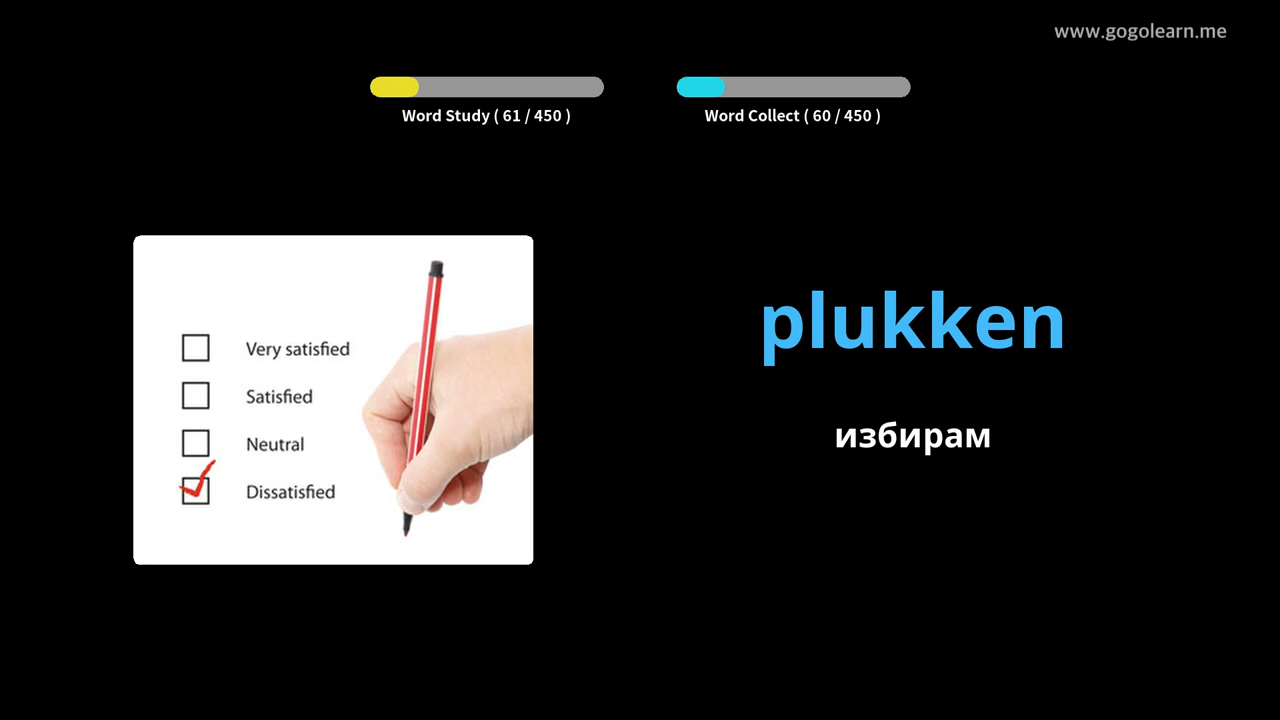 www.gogolearn.me
Word Study ( 61 / 450 )
Word Collect ( 60 / 450 )
Very satisfied
Satisfied
Neutral
Dissatisfied
plukken
избирам